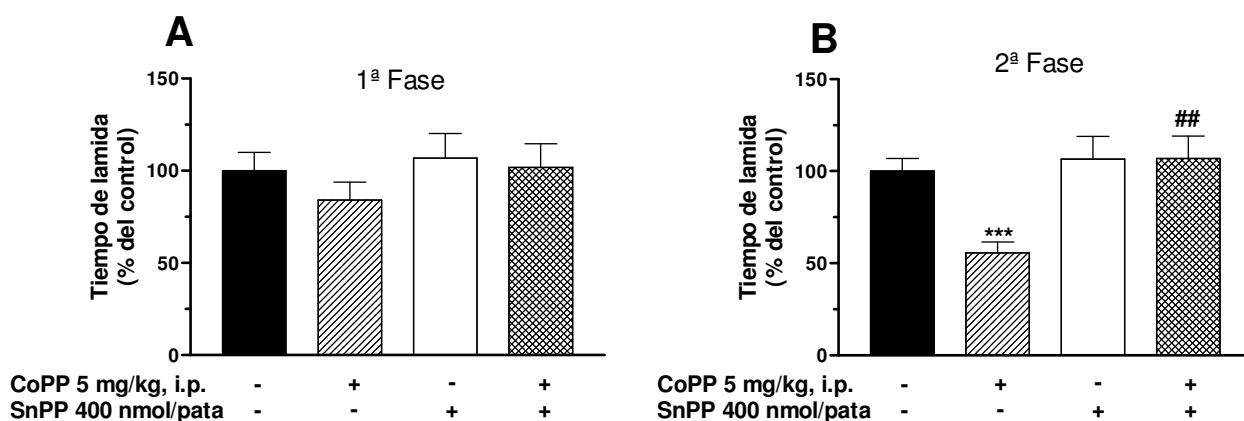 A
1ª Fase
150
100
50
0
Tiempo de lamida
(% del control)
CoPP 5 mg/kg, i.p. - + - +
SnPP 400 nmol/pata - - + +
B
2ª Fase
150
100
50
0
Tiempo de lamida
(% del control)
***
##
CoPP 5 mg/kg, i.p. - + - +
SnPP 400 nmol/pata - - + +